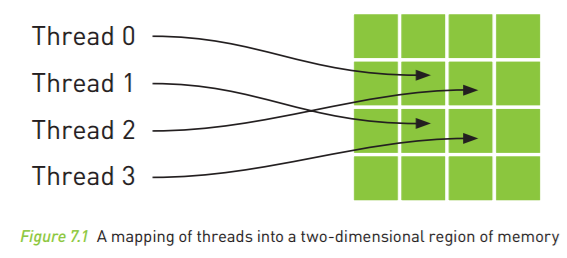 Thread 0
Thread 1
Thread 2
Thread 3
Figure 7.1 A mapping of threads into a two-dimensional region of memory